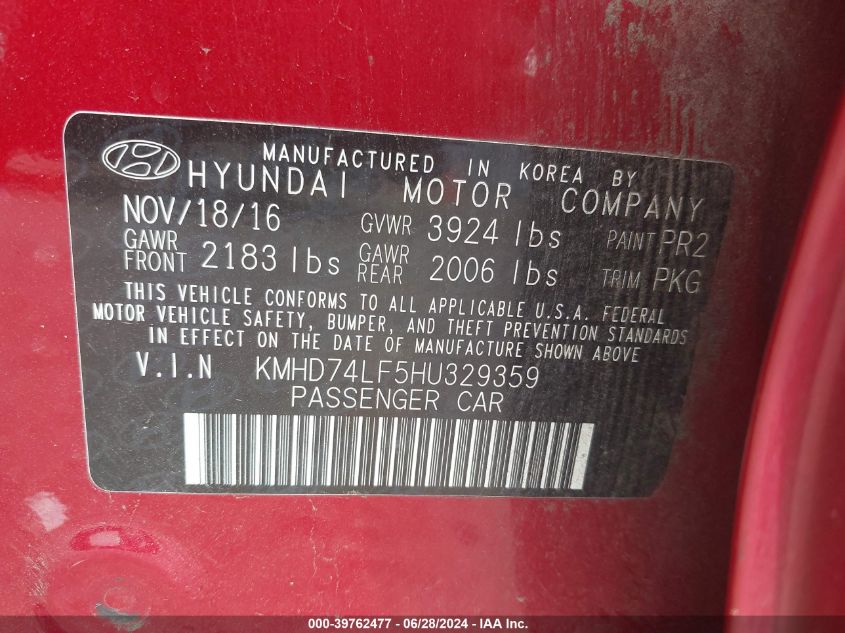 MANUFACTURED IN KOREA BY
HYUNDAI MOTOR COMPANY
NOV/18/16 GVWR 3924 lbs PAINT PR2
GAWR FRONT 2183 lbs GAWR REAR 2006 lbs TRIM PKG
THIS VEHICLE CONFORMS TO ALL APPLICABLE U.S.A. FEDERAL
MOTOR VEHICLE SAFETY, BUMPER, AND THEFT PREVENTION STANDARDS
IN EFFECT ON THE DATE OF MANUFACTURE SHOWN ABOVE
V.I.N KMHD74LF5HU329359
PASSENGER CAR
000-39762477 - 06/28/2024 - IAA Inc.